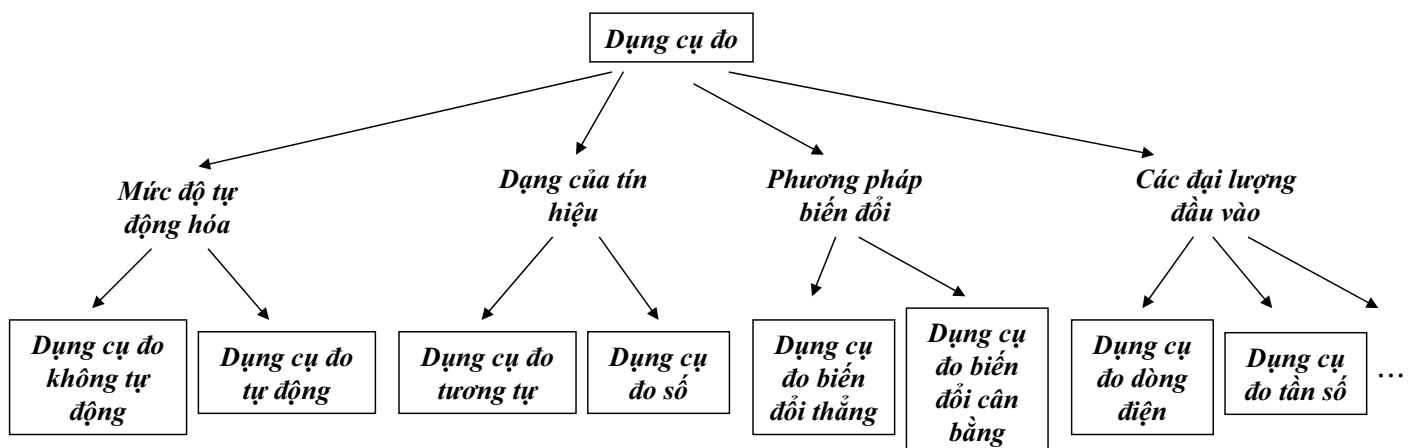 Dụng cụ đo
Mức độ tự
động hóa
Dạng của tín
hiệu
Phương pháp
biến đổi
Các đại lượng
đầu vào
Dụng cụ đo
không tự
động
Dụng cụ đo
tự động
Dụng cụ đo
tương tự
Dụng cụ
đo số
Dụng cụ
đo biến
đổi thẳng
Dụng cụ
đo biến
đổi cân
bằng
Dụng cụ
đo dòng
điện
Dụng cụ
đo tần số
...